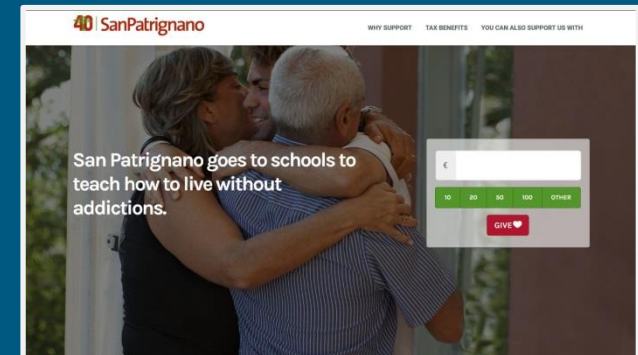 40 SanPatrignano
WHY SUPPORT TAX BENEFITS YOU CAN ALSO SUPPORT US WITH
San Patrignano goes to schools to
teach how to live without
addictions.
€
10 20 50 100 OTHER
GIVE